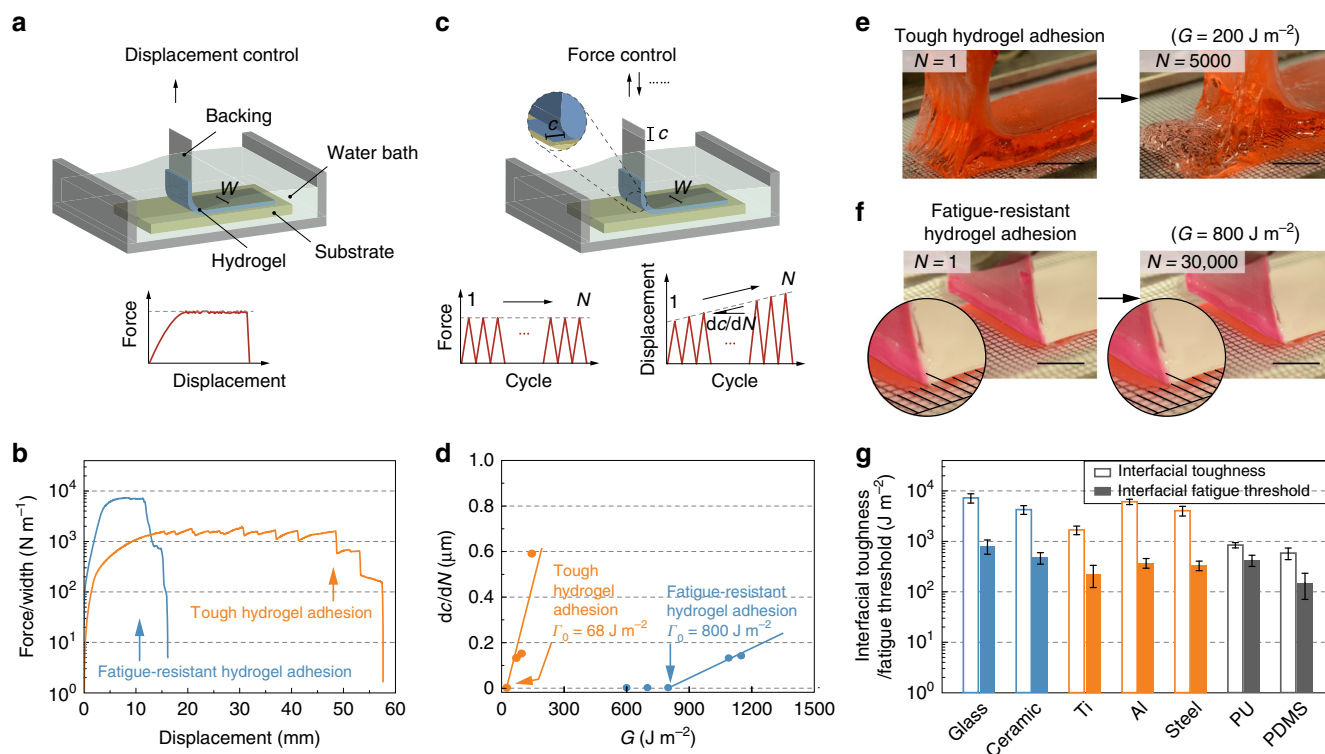 a
Displacement control
Backing
Water bath
W
Substrate
Hydrogel
Force
Displacement
b
Force/width (N m⁻¹)
10⁴
10³
10²
10¹
10⁰
Tough hydrogel adhesion
Fatigue-resistant hydrogel adhesion
0 10 20 30 40 50 60
Displacement (mm)
c
Force control
......
c
c
W
Force
1 N
...
Cycle
Displacement
1 N
dc/dN
...
Cycle
d
dc/dN (μm)
1.0
0.8
0.6
0.4
0.2
0
Tough
hydrogel
adhesion
Γ₀ = 68 J m⁻²
Fatigue-resistant
hydrogel adhesion
Γ₀ = 800 J m⁻²
0 300 600 900 1200 1500
G (J m⁻²)
e
Tough hydrogel adhesion
(G = 200 J m⁻²)
N = 1
N = 5000
f
Fatigue-resistant
hydrogel adhesion
(G = 800 J m⁻²)
N = 1
N = 30,000
g
Interfacial toughness
/fatigue threshold (J m⁻²)
10⁴
10³
10²
10¹
10⁰
Interfacial toughness
Interfacial fatigue threshold
Glass
Ceramic
Ti
Al
Steel
PU
PDMS